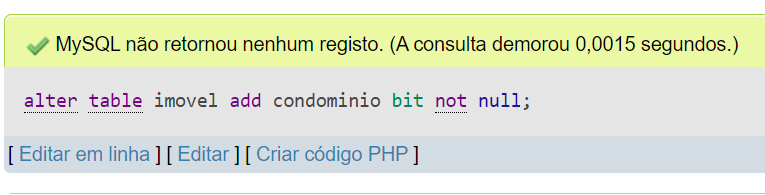 MySQL não retornou nenhum registo. (A consulta demorou 0,0015 segundos.)
alter table imovel add condominio bit not null;
[ Editar em linha ] [ Editar ] [ Criar código PHP ]